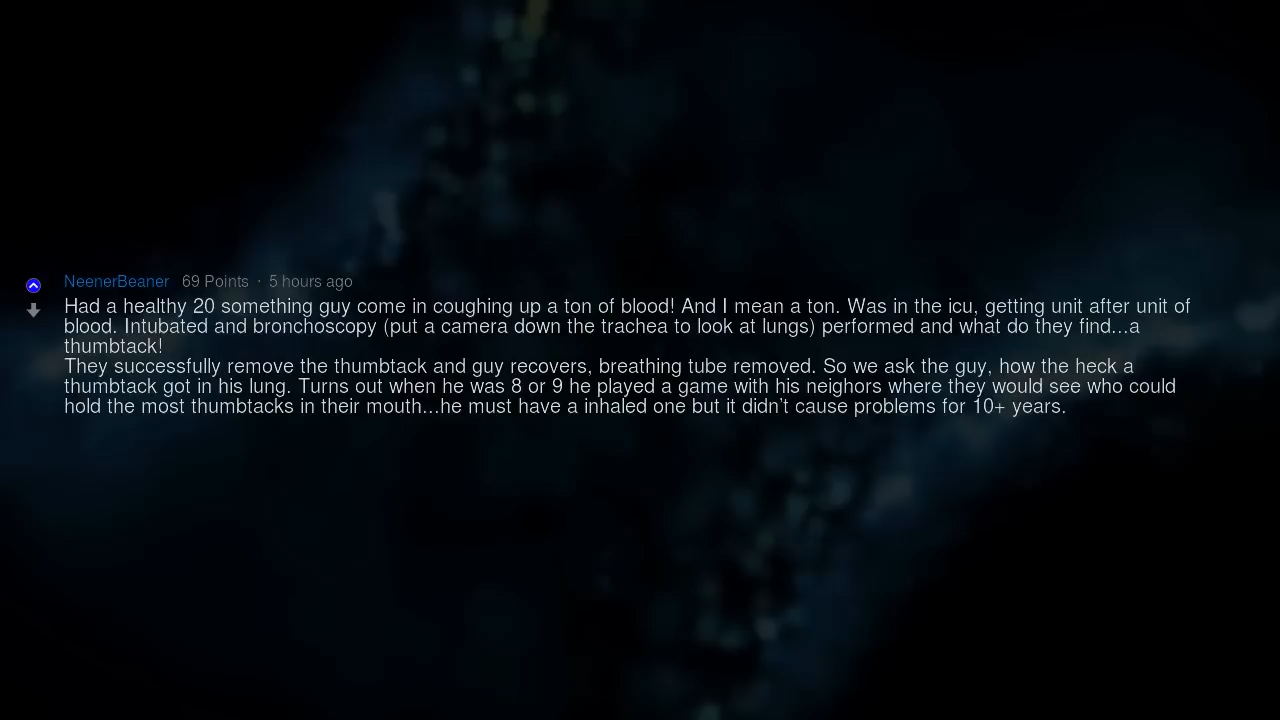 NeenerBeaner 69 Points · 5 hours ago
Had a healthy 20 something guy come in coughing up a ton of blood! And I mean a ton. Was in the icu, getting unit after unit of
blood. Intubated and bronchoscopy (put a camera down the trachea to look at lungs) performed and what do they find...a
thumbtack!
They successfully remove the thumbtack and guy recovers, breathing tube removed. So we ask the guy, how the heck a
thumbtack got in his lung. Turns out when he was 8 or 9 he played a game with his neighors where they would see who could
hold the most thumbtacks in their mouth...he must have a inhaled one but it didn't cause problems for 10+ years.